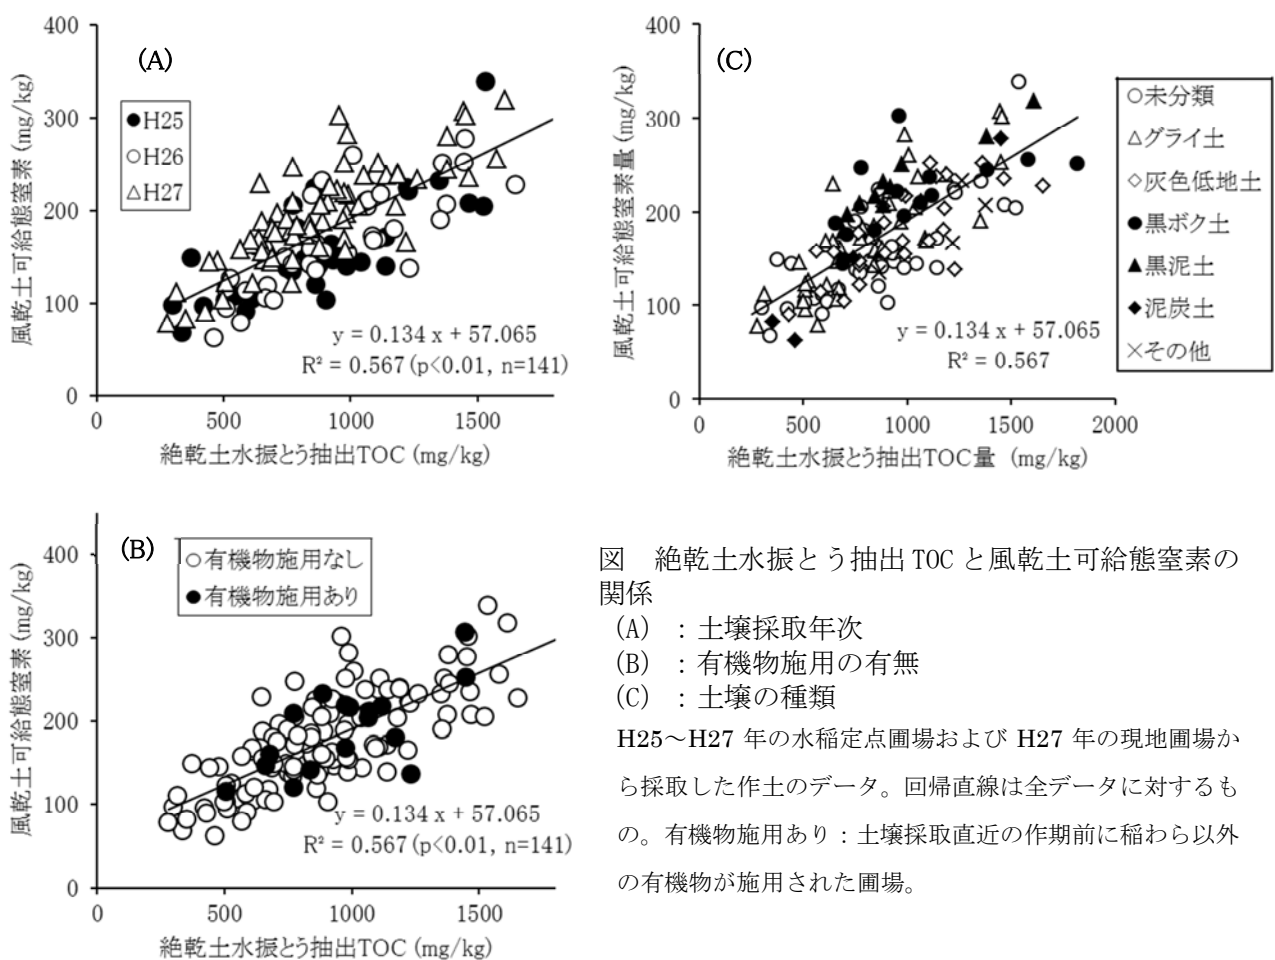 (A)
風乾土可給態窒素 (mg/kg)
400
300
200
100
0
●H25
○H26
△H27
y = 0.134 x + 57.065
R² = 0.567 (p<0.01, n=141)
0 500 1000 1500
絶乾土水振とう抽出TOC (mg/kg)
(C)
風乾土可給態窒素量 (mg/kg)
400
300
200
100
0
○未分類
△グライ土
◇灰色低地土
●黒ボク土
▲黒泥土
◆泥炭土
×その他
y = 0.134 x + 57.065
R² = 0.567
0 500 1000 1500 2000
絶乾土水振とう抽出TOC量 (mg/kg)
(B)
風乾土可給態窒素 (mg/kg)
400
300
200
100
0
○有機物施用なし
●有機物施用あり
y = 0.134 x + 57.065
R² = 0.567 (p<0.01, n=141)
0 500 1000 1500
絶乾土水振とう抽出TOC (mg/kg)
図　絶乾土水振とう抽出 TOC と風乾土可給態窒素の
関係
(A) ：土壌採取年次
(B) ：有機物施用の有無
(C) ：土壌の種類
H25～H27 年の水稲定点圃場および H27 年の現地圃場か
ら採取した作土のデータ。回帰直線は全データに対するも
の。有機物施用あり：土壌採取直近の作期前に稲わら以外
の有機物が施用された圃場。